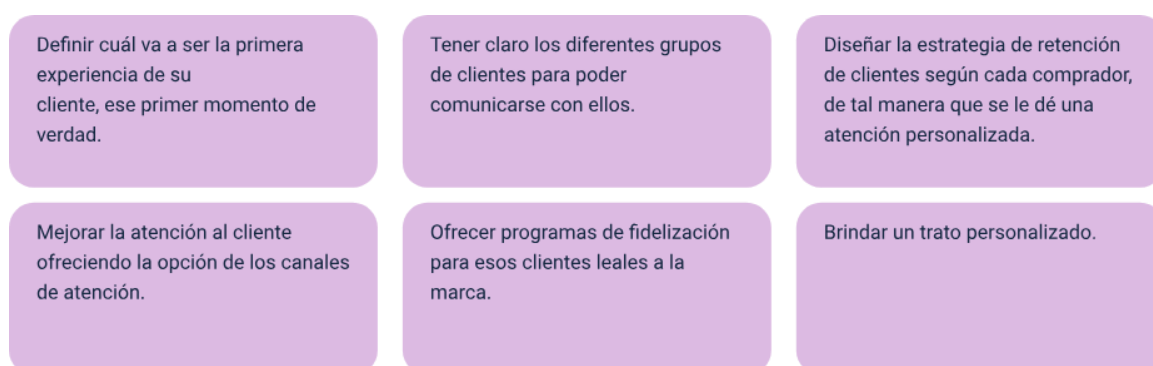 Definir cuál va a ser la primera
experiencia de su
cliente, ese primer momento de
verdad.
Tener claro los diferentes grupos
de clientes para poder
comunicarse con ellos.
Diseñar la estrategia de retención
de clientes según cada comprador,
de tal manera que se le dé una
atención personalizada.
Mejorar la atención al cliente
ofreciendo la opción de los canales
de atención.
Ofrecer programas de fidelización
para esos clientes leales a la
marca.
Brindar un trato personalizado.